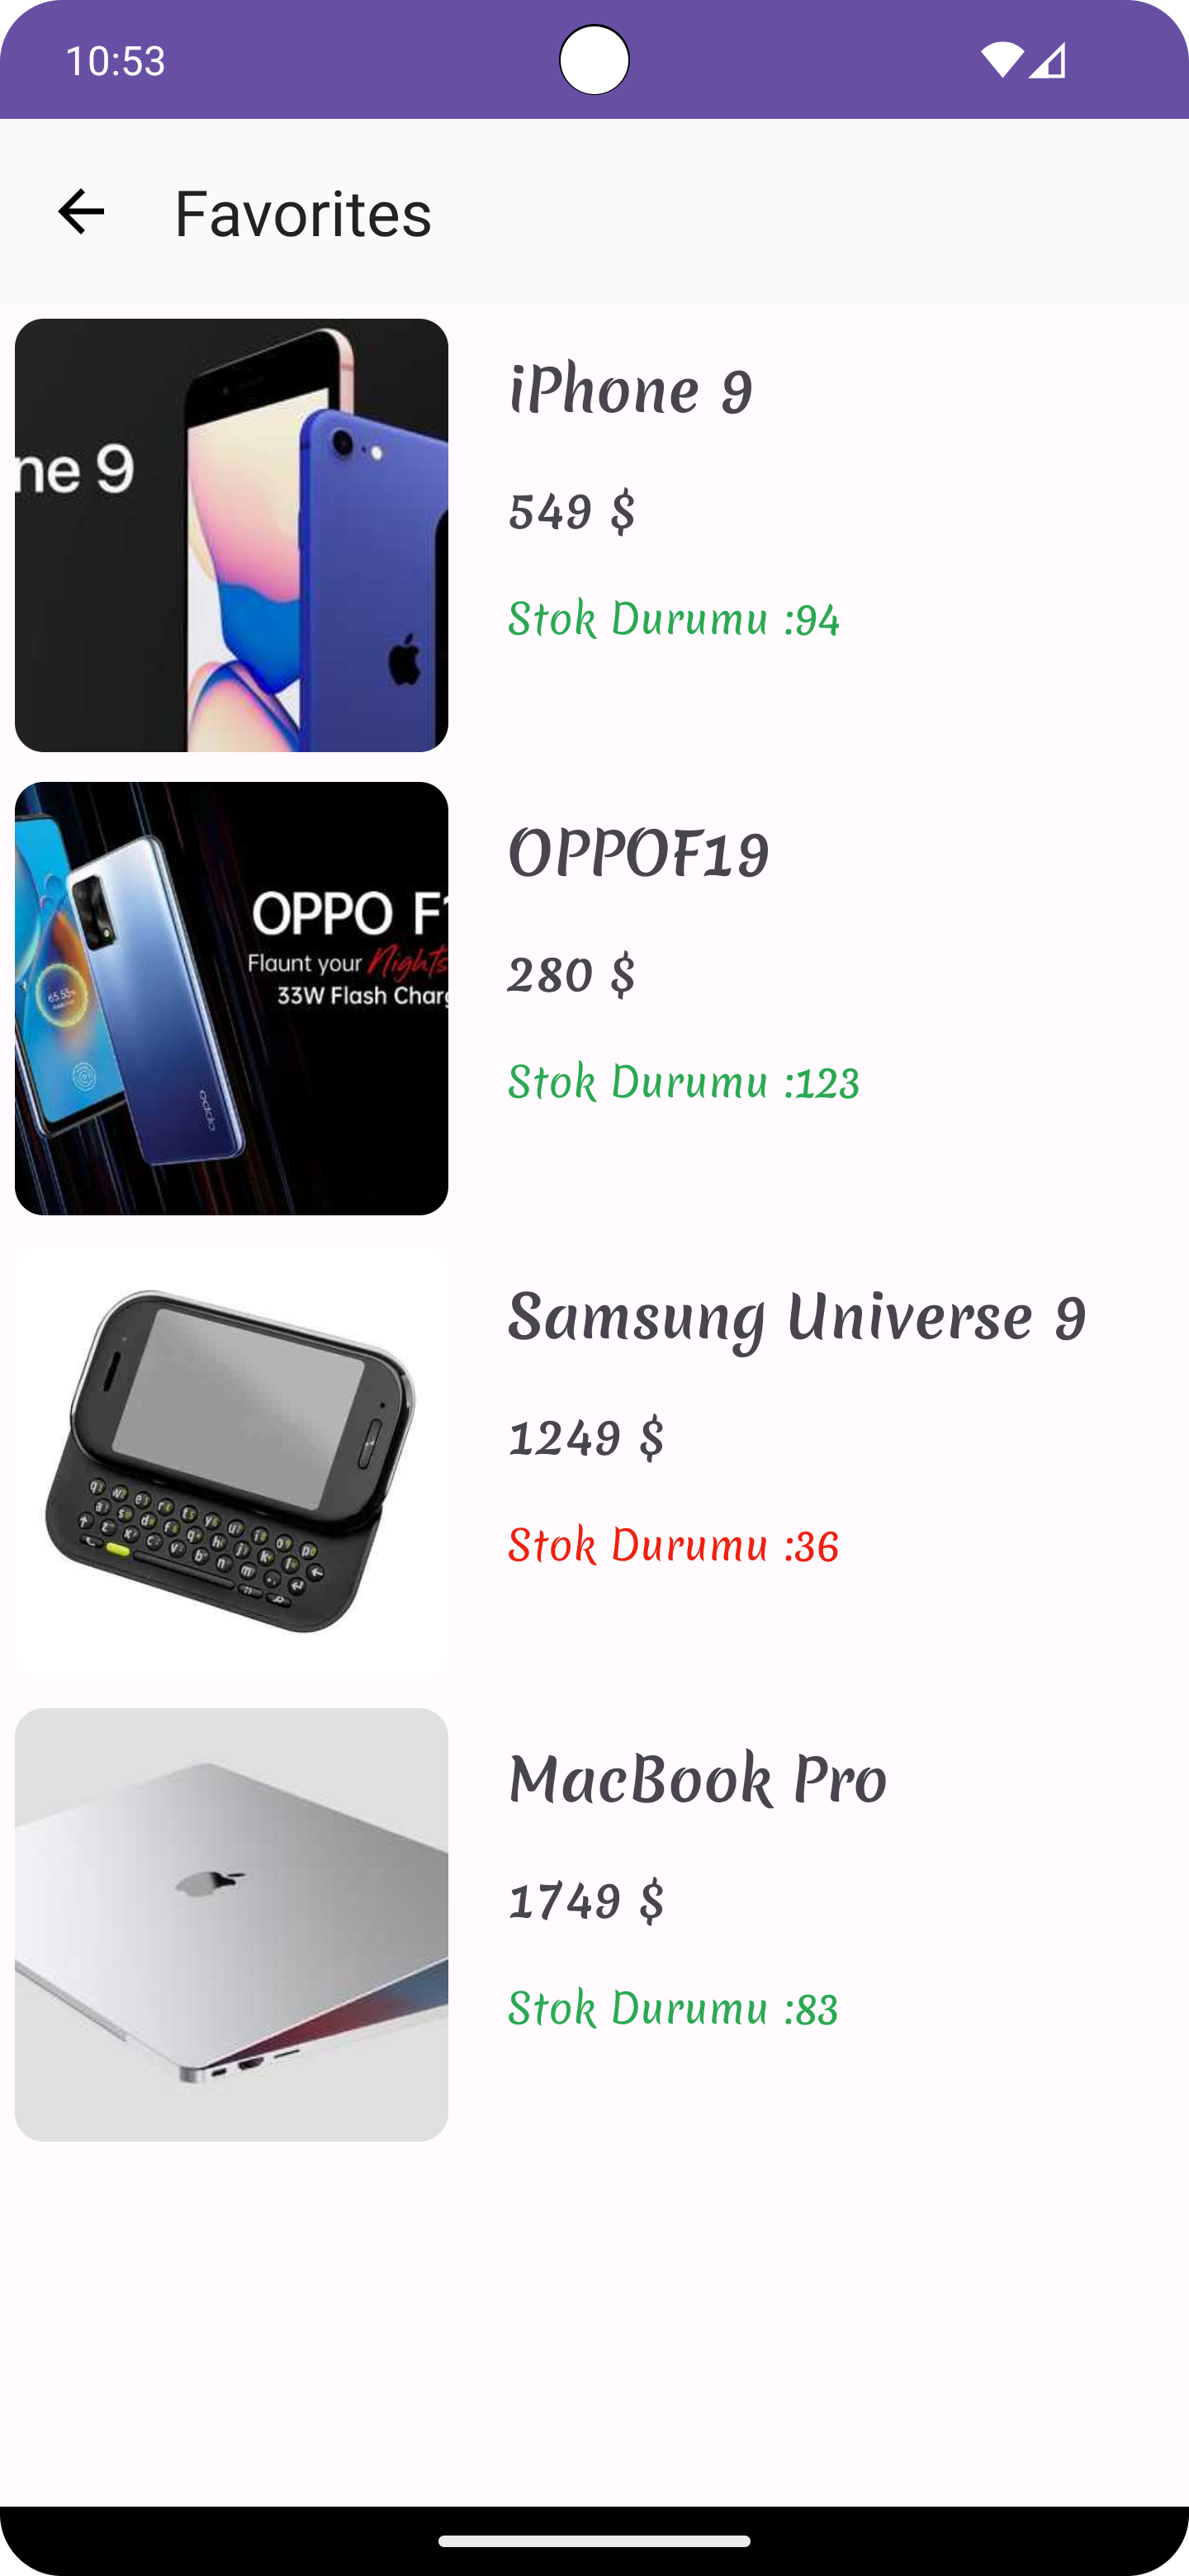 10:53
Favorites
ne 9
iPhone 9
549 $
Stok Durumu :94
OPPO F1
Flaunt your Nights
33W Flash Charg
OPPOF19
280 $
Stok Durumu :123
Samsung Universe 9
1249 $
Stok Durumu :36
MacBook Pro
1749 $
Stok Durumu :83